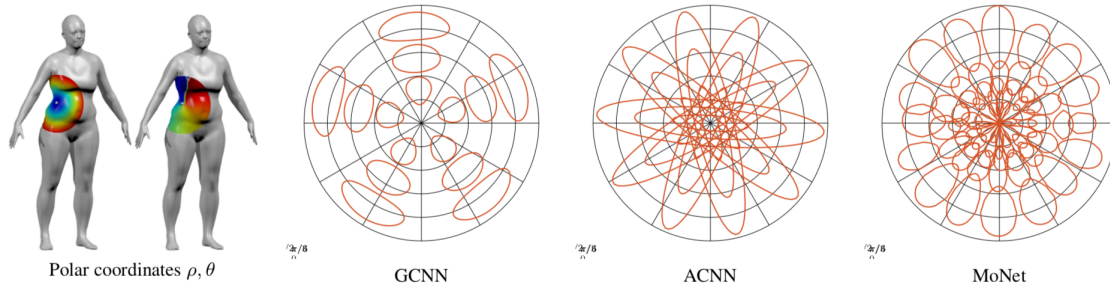 Polar coordinates ρ, θ
GCNN
ACNN
MoNet